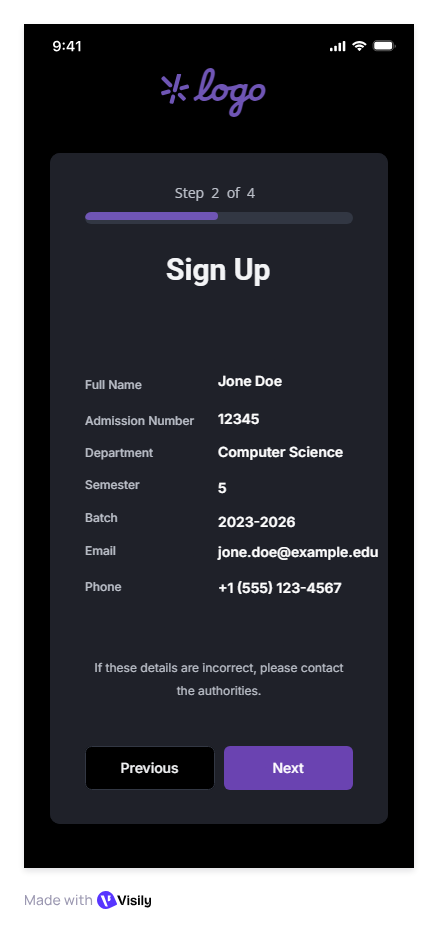 9:41
logo
Step 2 of 4
Sign Up
Full Name Jone Doe
Admission Number 12345
Department Computer Science
Semester 5
Batch 2023-2026
Email jone.doe@example.edu
Phone +1 (555) 123-4567
If these details are incorrect, please contact
the authorities.
Previous Next
Made with Visily